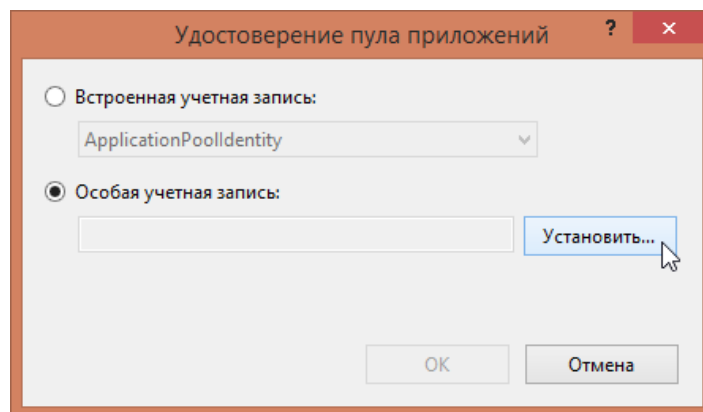 Удостоверение пула приложений ? ×
Встроенная учетная запись:
ApplicationPoolIdentity
Особая учетная запись:
Установить...
OK Отмена